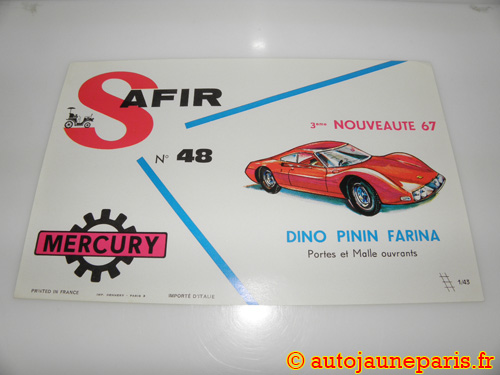 SAFIR
3ème NOUVEAUTE 67
N° 48
DINO PININ FARINA
Portes et Malle ouvrants
MERCURY
1/43
PRINTED IN FRANCE
IMPORTÉ D'ITALIE
© autojauneparis.fr